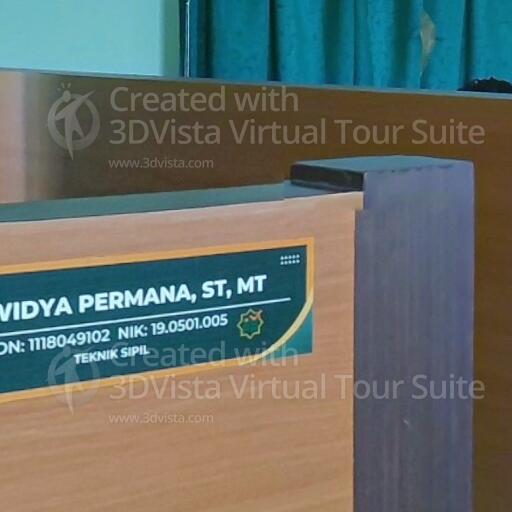 Created with
3DVista Virtual Tour Suite
www.3dvista.com
WIDYA PERMANA, ST, MT
DN: 1118049102 NIK: 19.0501.005
TEKNIK SIPIL
Created with
3DVista Virtual Tour Suite
www.3dvista.com